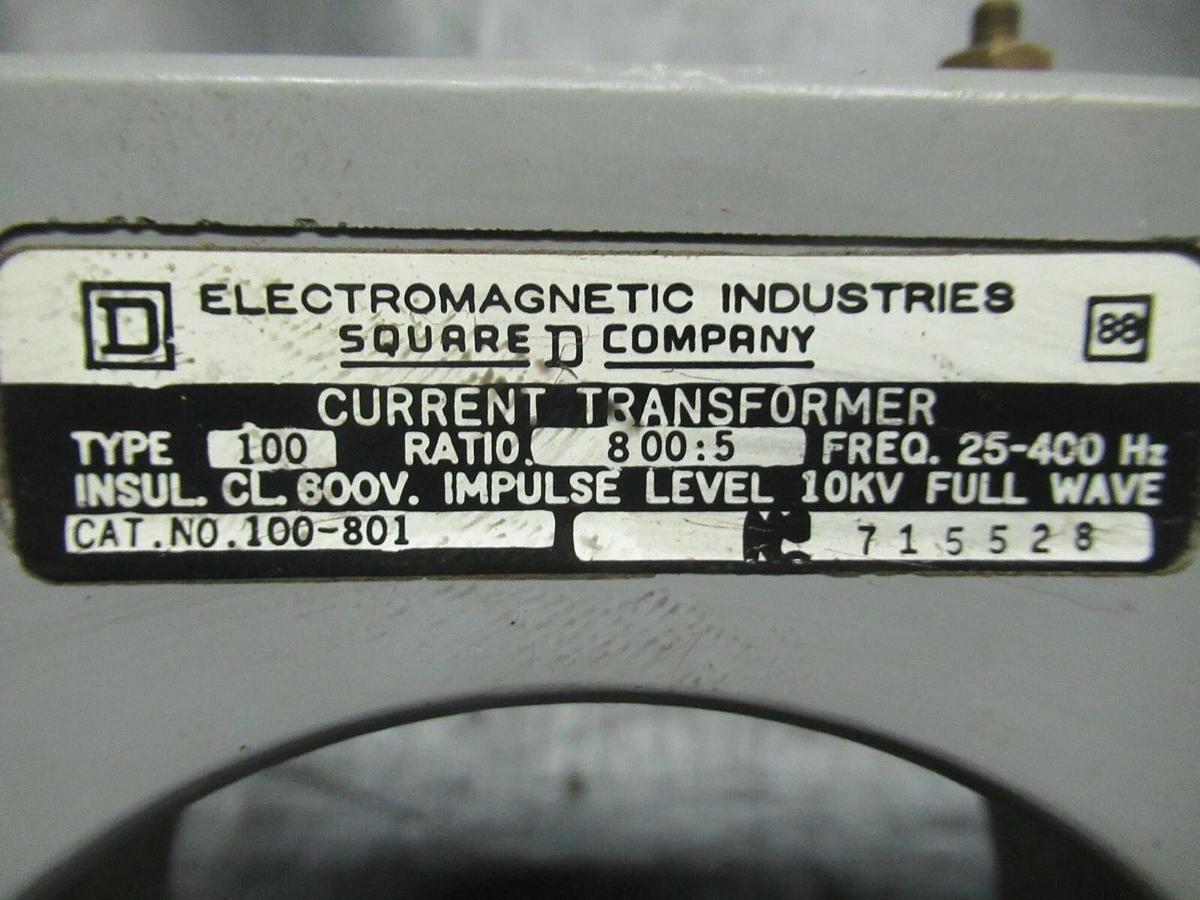 D ELECTROMAGNETIC INDUSTRIES
SQUARE D COMPANY
CURRENT TRANSFORMER
TYPE 100 RATIO. 800:5 FREQ. 25-400 Hz
INSUL. CL. 600V. IMPULSE LEVEL 10KV FULL WAVE
CAT.NO.100-801 715528